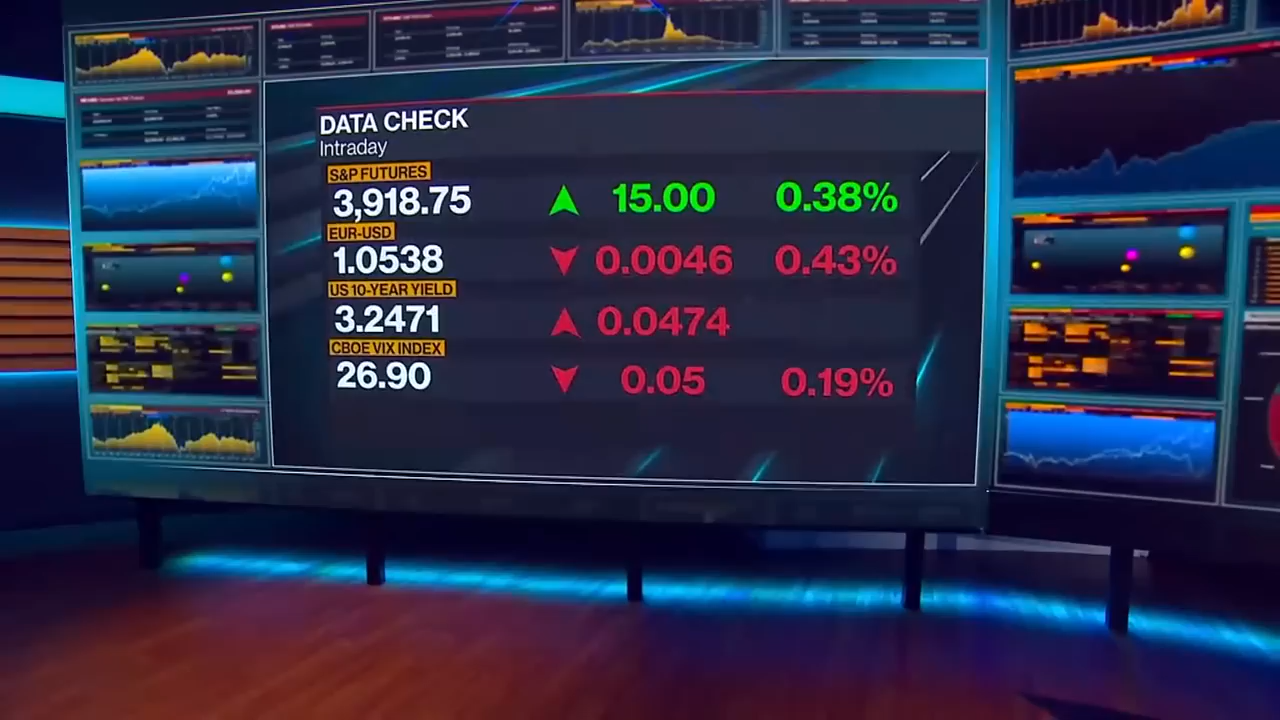 DATA CHECK
Intraday
S&P FUTURES
3,918.75 ▲ 15.00 0.38%
EUR-USD
1.0538 ▼ 0.0046 0.43%
US 10-YEAR YIELD
3.2471 ▲ 0.0474
CBOE VIX INDEX
26.90 ▼ 0.05 0.19%